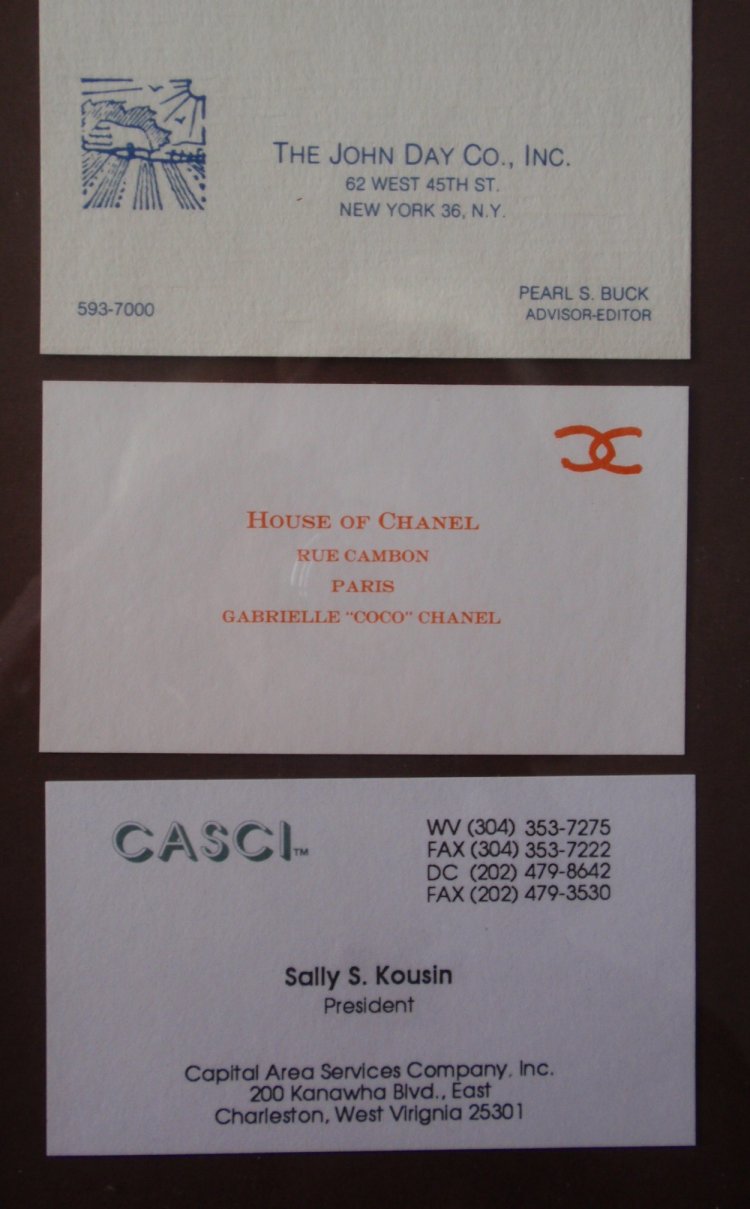 THE JOHN DAY CO., INC.
62 WEST 45TH ST.
NEW YORK 36, N.Y.
593-7000
PEARL S. BUCK
ADVISOR-EDITOR
HOUSE OF CHANEL
RUE CAMBON
PARIS
GABRIELLE "COCO" CHANEL
CASCI™
WV (304) 353-7275
FAX (304) 353-7222
DC (202) 479-8642
FAX (202) 479-3530
Sally S. Kousin
President
Capital Area Services Company, Inc.
200 Kanawha Blvd., East
Charleston, West Virignia 25301